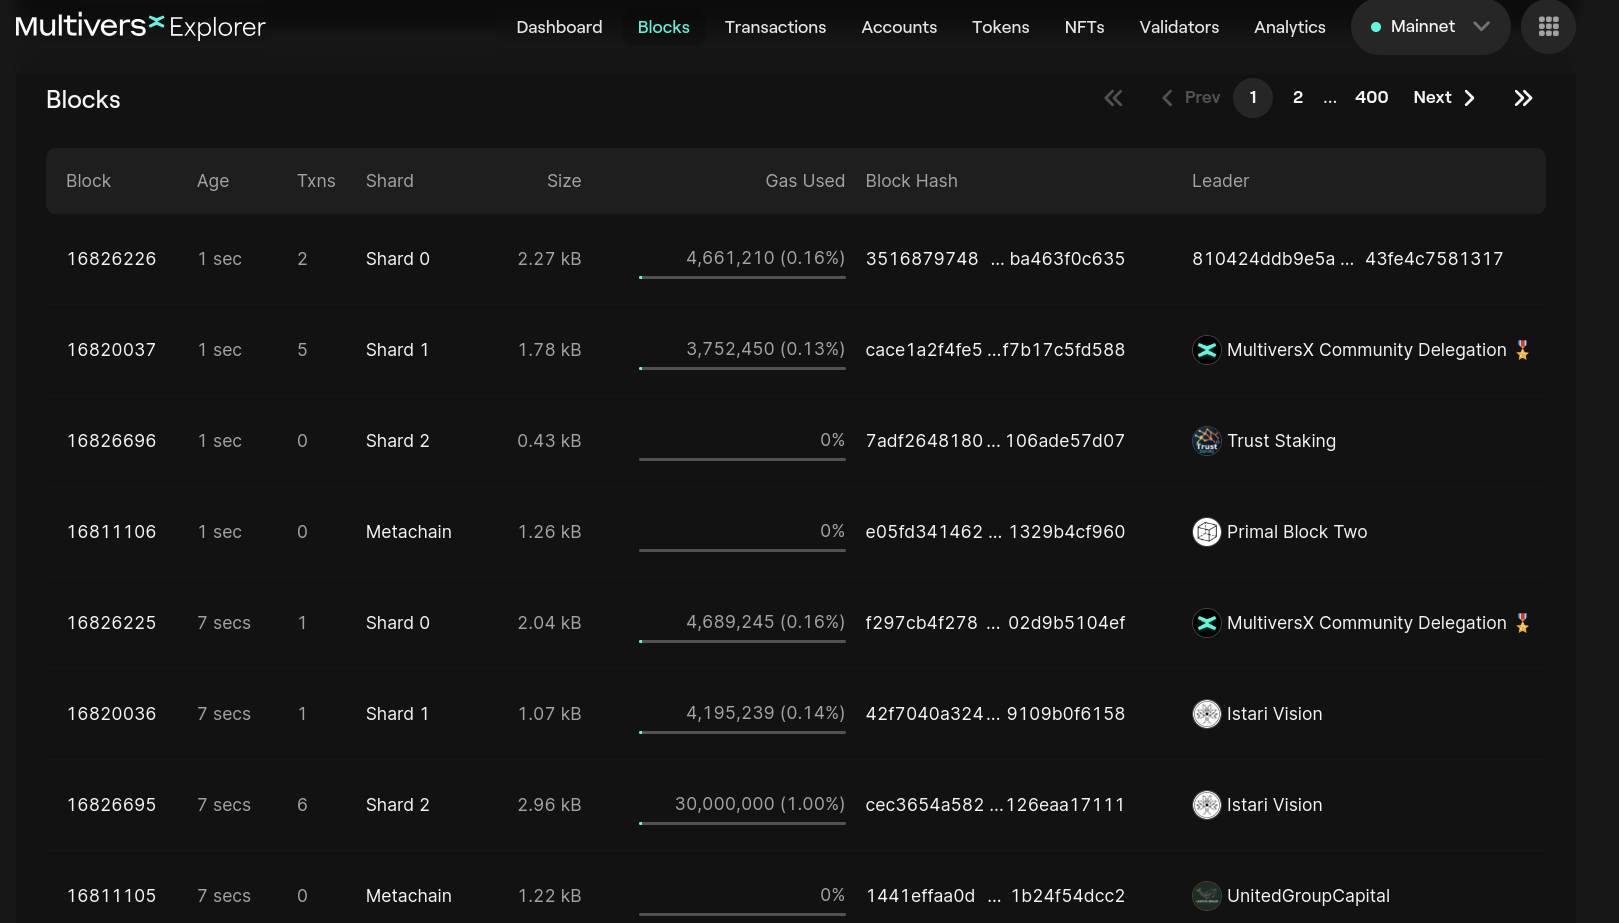 MultiversX Explorer Dashboard Blocks Transactions Accounts Tokens NFTs Validators Analytics Mainnet
Blocks Prev 1 2 ... 400 Next
Block Age Txns Shard Size Gas Used Block Hash Leader
16826226 1 sec 2 Shard 0 2.27 kB 4,661,210 (0.16%) 3516879748 ... ba463f0c635 810424ddb9e5a ... 43fe4c7581317
16820037 1 sec 5 Shard 1 1.78 kB 3,752,450 (0.13%) cace1a2f4fe5 ...f7b17c5fd588 MultiversX Community Delegation 🎖️
16826696 1 sec 0 Shard 2 0.43 kB 0% 7adf2648180 ... 106ade57d07 Trust Staking
16811106 1 sec 0 Metachain 1.26 kB 0% e05fd341462 ... 1329b4cf960 Primal Block Two
16826225 7 secs 1 Shard 0 2.04 kB 4,689,245 (0.16%) f297cb4f278 ... 02d9b5104ef MultiversX Community Delegation 🎖️
16820036 7 secs 1 Shard 1 1.07 kB 4,195,239 (0.14%) 42f7040a324 ... 9109b0f6158 Istari Vision
16826695 7 secs 6 Shard 2 2.96 kB 30,000,000 (1.00%) cec3654a582 ... 126eaa17111 Istari Vision
16811105 7 secs 0 Metachain 1.22 kB 0% 1441effaa0d ... 1b24f54dcc2 UnitedGroupCapital